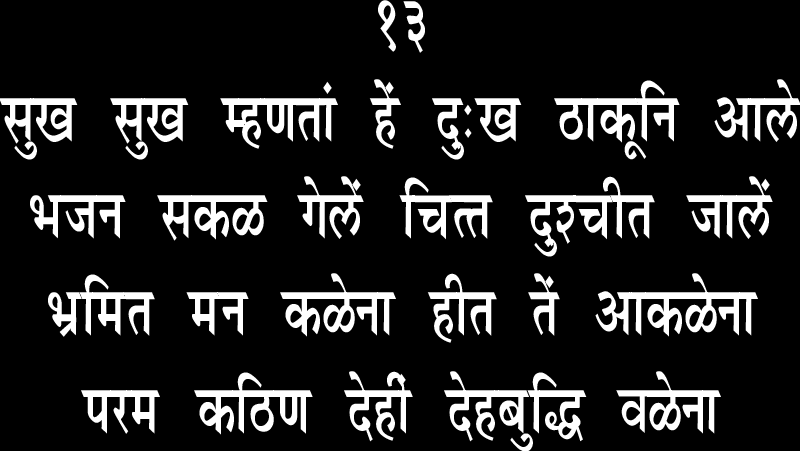 १३
सुख सुख म्हणतां हें दुःख ठाकूनि आले
भजन सकळ गेलें चित्त दुश्चीत जालें
भ्रमित मन कळेना हीत तें आकळेना
परम कठिण देहीं देहबुद्धि वळेना